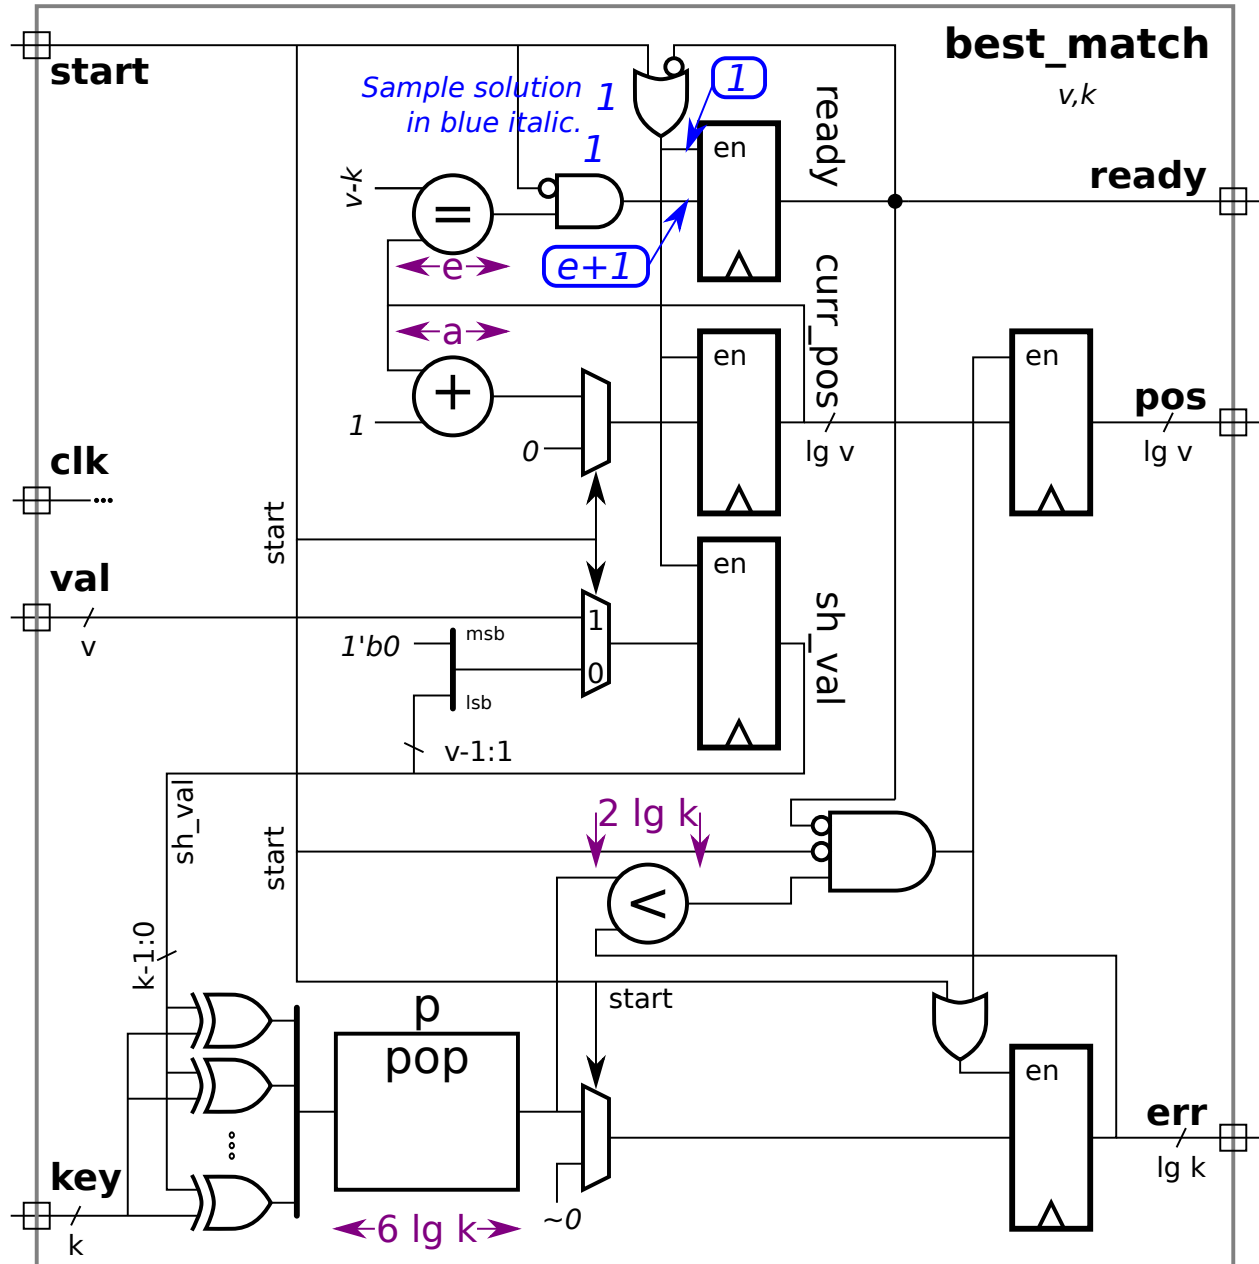 best_match
v,k
start
Sample solution
in blue italic.
1
1
1
en
ready
ready
v-k
=
e
e+1
curr_pos
a
+
1
0
en
lg v
en
pos
lg v
clk
...
start
val
v
1'b0
msb
lsb
1
0
en
sh_val
v-1:1
sh_val
start
2 lg k
<
k-1:0
start
p
pop
6 lg k
~0
en
err
lg k
key
k
...